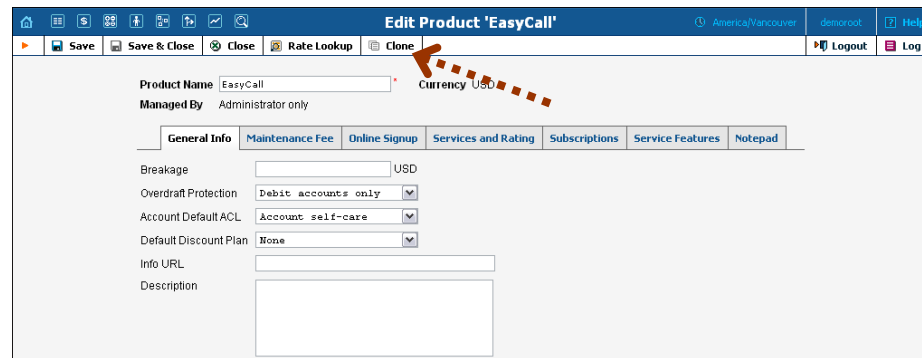 Edit Product 'EasyCall' America/Vancouver demoroot ? Help
Save Save & Close Close Rate Lookup Clone Logout Log
Product Name EasyCall * Currency USD
Managed By Administrator only
General Info Maintenance Fee Online Signup Services and Rating Subscriptions Service Features Notepad
Breakage USD
Overdraft Protection Debit accounts only
Account Default ACL Account self-care
Default Discount Plan None
Info URL
Description